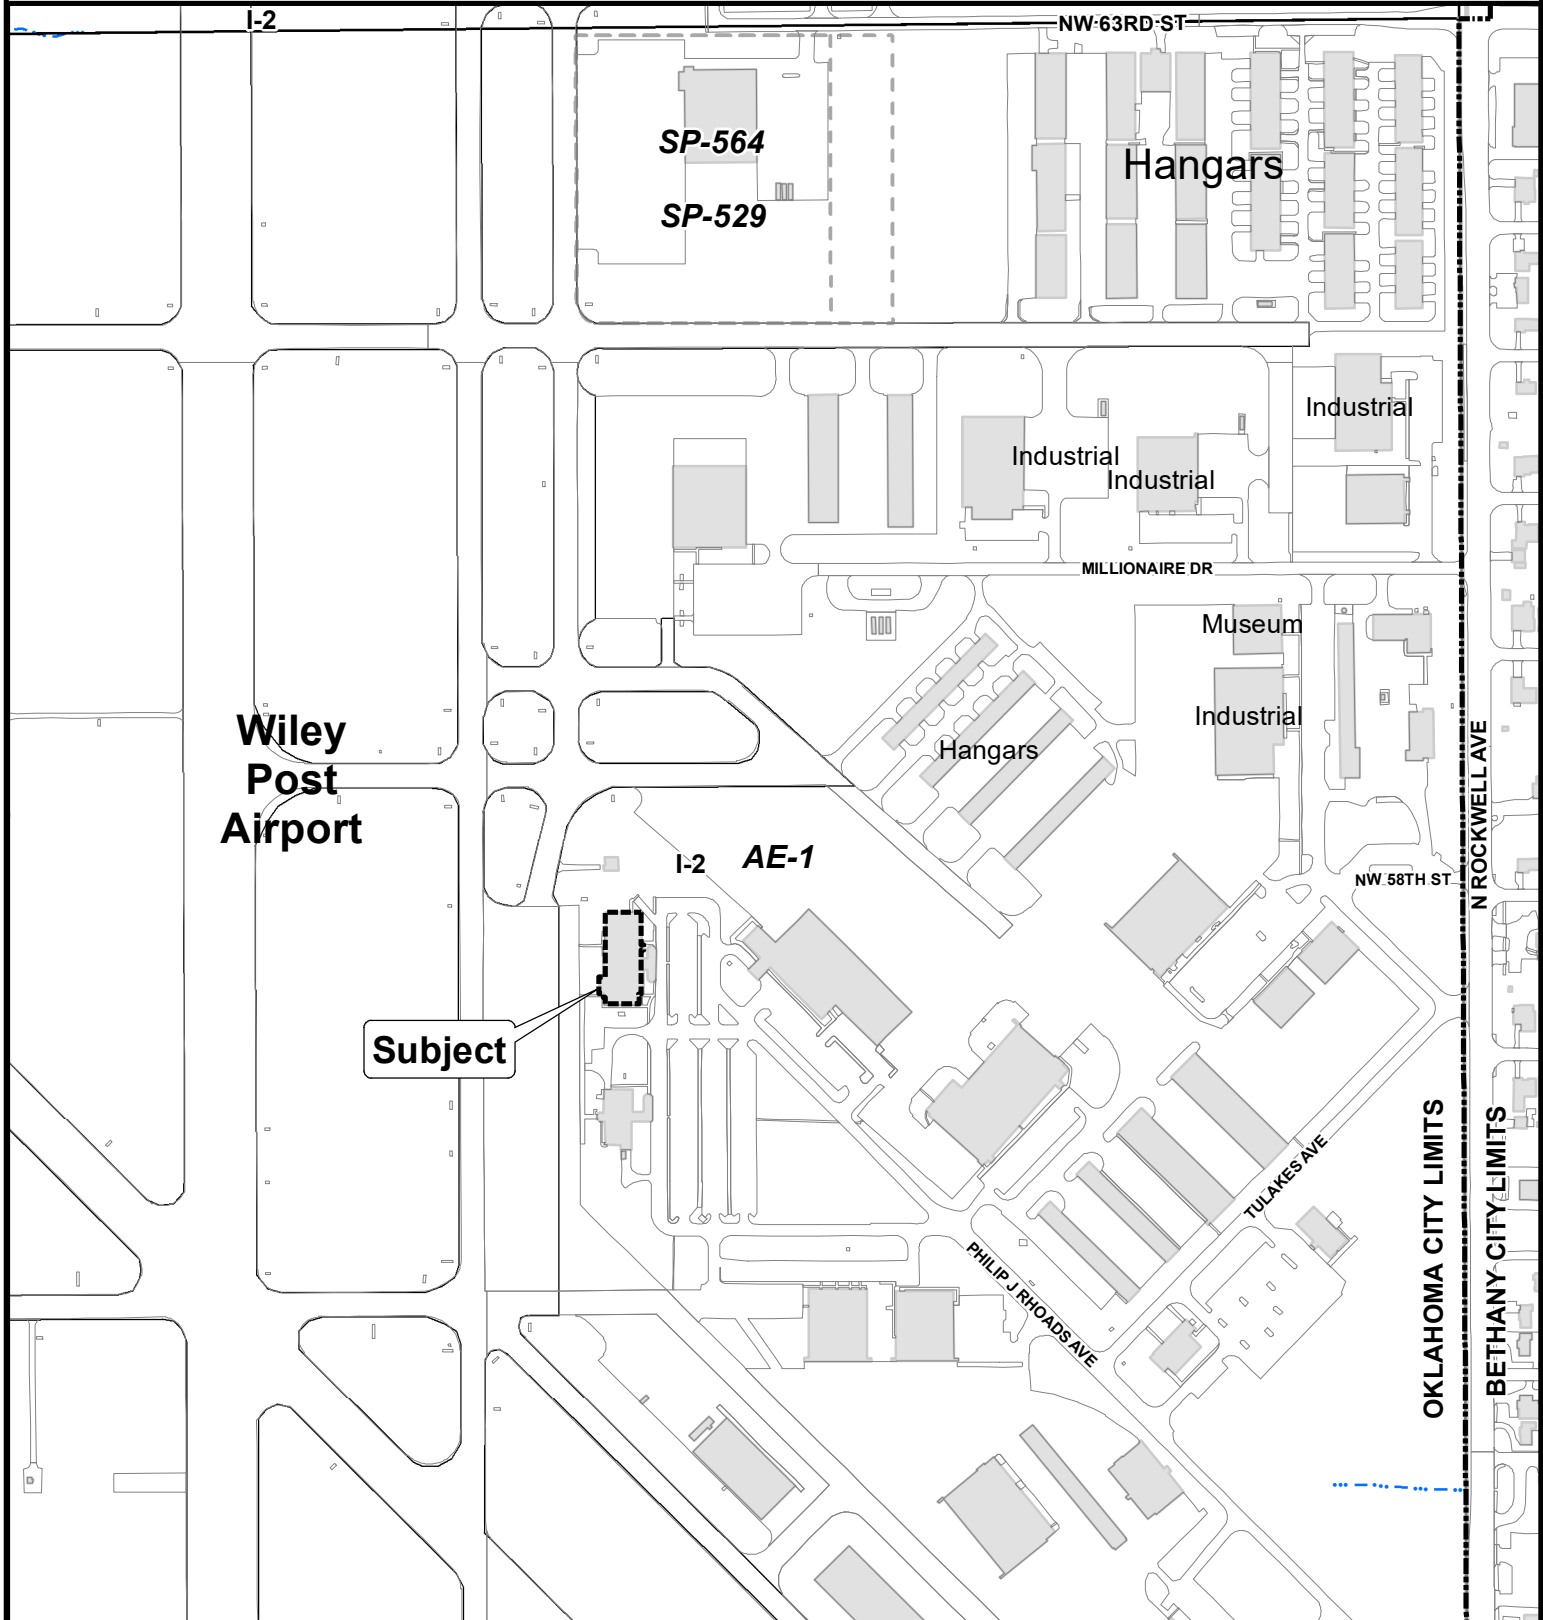 I-2
NW 63RD ST
SP-564
Hangars
SP-529
Industrial
Industrial
Industrial
MILLIONAIRE DR
Museum
Industrial
Wiley
Post
Airport
Hangars
N ROCKWELL AVE
I-2
AE-1
NW 58TH ST
Subject
OKLAHOMA CITY LIMITS
BETHANY CITY LIMITS
TULAKES AVE
PHILIP J RHOADS AVE